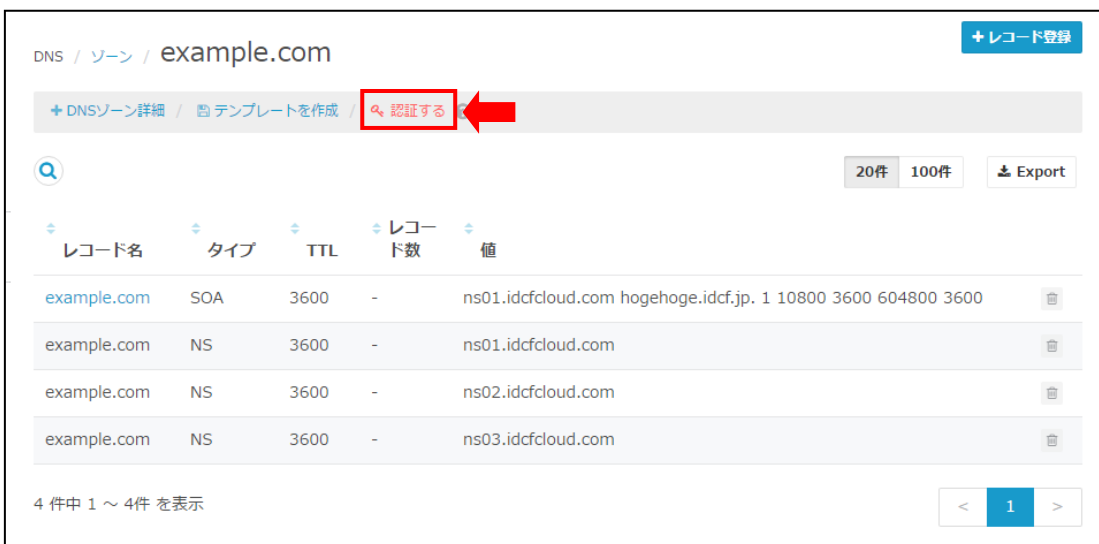 DNS / ゾーン / example.com
+レコード登録
+DNSゾーン詳細 / テンプレートを作成 / 認証する
20件 100件 Export
レコード名 タイプ TTL レコー
ド数 値
example.com SOA 3600 - ns01.idcfcloud.com hogehoge.idcf.jp. 1 10800 3600 604800 3600
example.com NS 3600 - ns01.idcfcloud.com
example.com NS 3600 - ns02.idcfcloud.com
example.com NS 3600 - ns03.idcfcloud.com
4 件中 1 ～ 4件 を表示
< 1 >